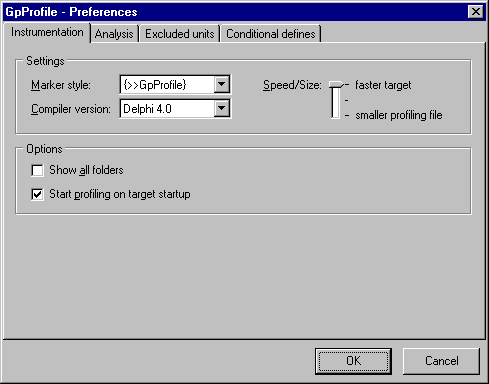 GpProfile - Preferences
Instrumentation Analysis Excluded units Conditional defines
Settings
Marker style: {>>GpProfile} Speed/Size: faster target
Compiler version: Delphi 4.0 smaller profiling file
Options
Show all folders
Start profiling on target startup
OK Cancel